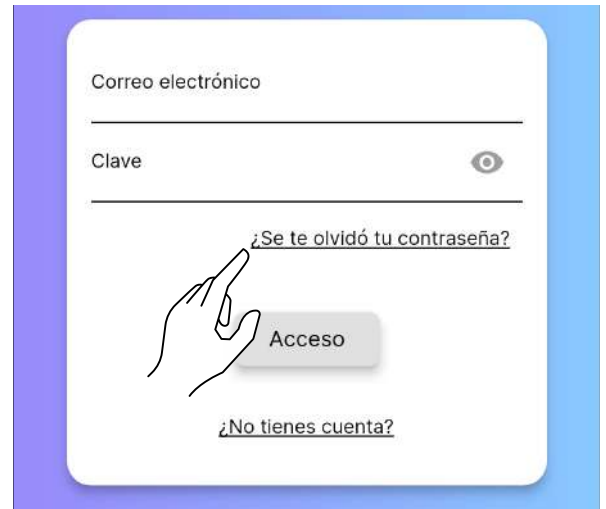 Correo electrónico
Clave
¿Se te olvidó tu contraseña?
Acceso
¿No tienes cuenta?